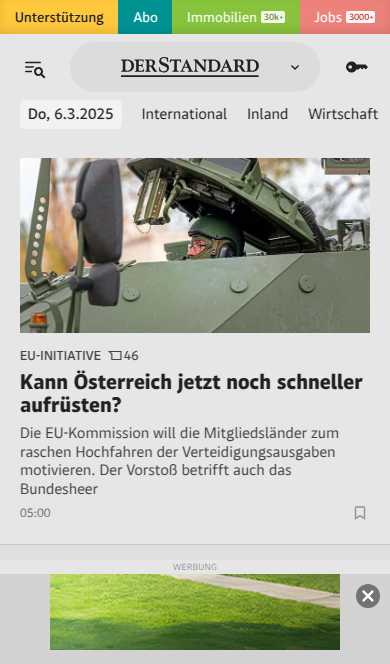 Unterstützung Abo Immobilien 30k+ Jobs 3000+
DERSTANDARD
Do, 6.3.2025 International Inland Wirtschaft
EU-INITIATIVE 46
Kann Österreich jetzt noch schneller
aufrüsten?
Die EU-Kommission will die Mitgliedsländer zum
raschen Hochfahren der Verteidigungsausgaben
motivieren. Der Vorstoß betrifft auch das
Bundesheer
05:00
WERBUNG